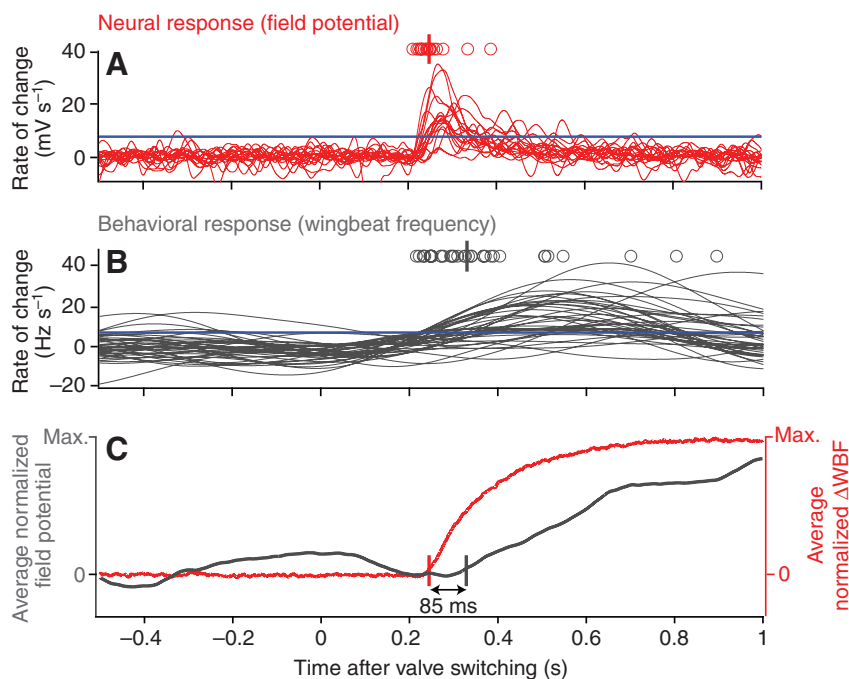 Neural response (field potential)
A
Rate of change
(mV s⁻¹)
40
20
0
Behavioral response (wingbeat frequency)
B
Rate of change
(Hz s⁻¹)
40
20
0
–20
C
Average normalized
field potential
Max.
0
Max.
0
Average
normalized ΔWBF
85 ms
–0.4
–0.2
0
0.2
0.4
0.6
0.8
1
Time after valve switching (s)